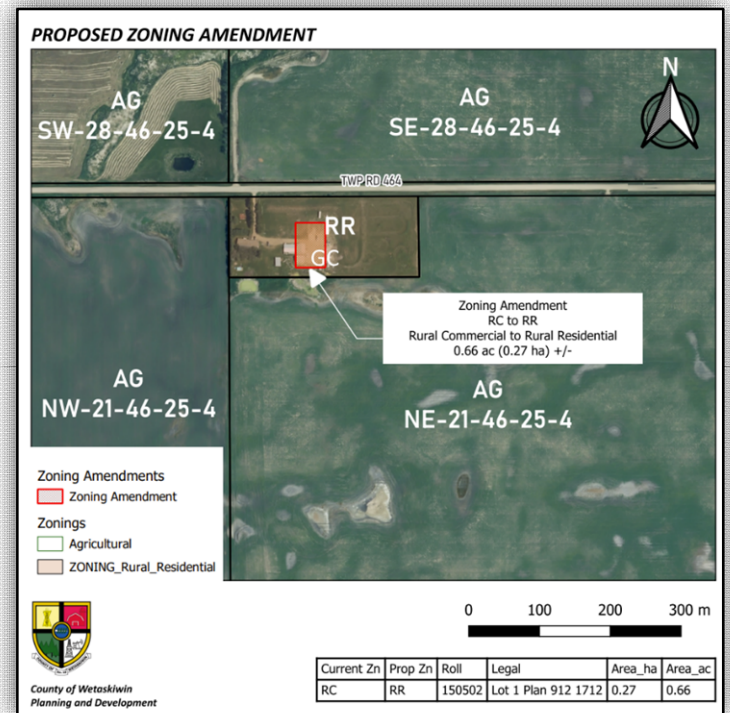 PROPOSED ZONING AMENDMENT
AG
SW-28-46-25-4
AG
SE-28-46-25-4
N
TWP RD 464
RR
GC
Zoning Amendment
RC to RR
Rural Commercial to Rural Residential
0.66 ac (0.27 ha) +/-
AG
NW-21-46-25-4
AG
NE-21-46-25-4
Zoning Amendments
Zoning Amendment
Zonings
Agricultural
ZONING_Rural_Residential
0 100 200 300 m
County of Wetaskiwin
Planning and Development
Current Zn Prop Zn Roll Legal Area_ha Area_ac
RC RR 150502 Lot 1 Plan 912 1712 0.27 0.66